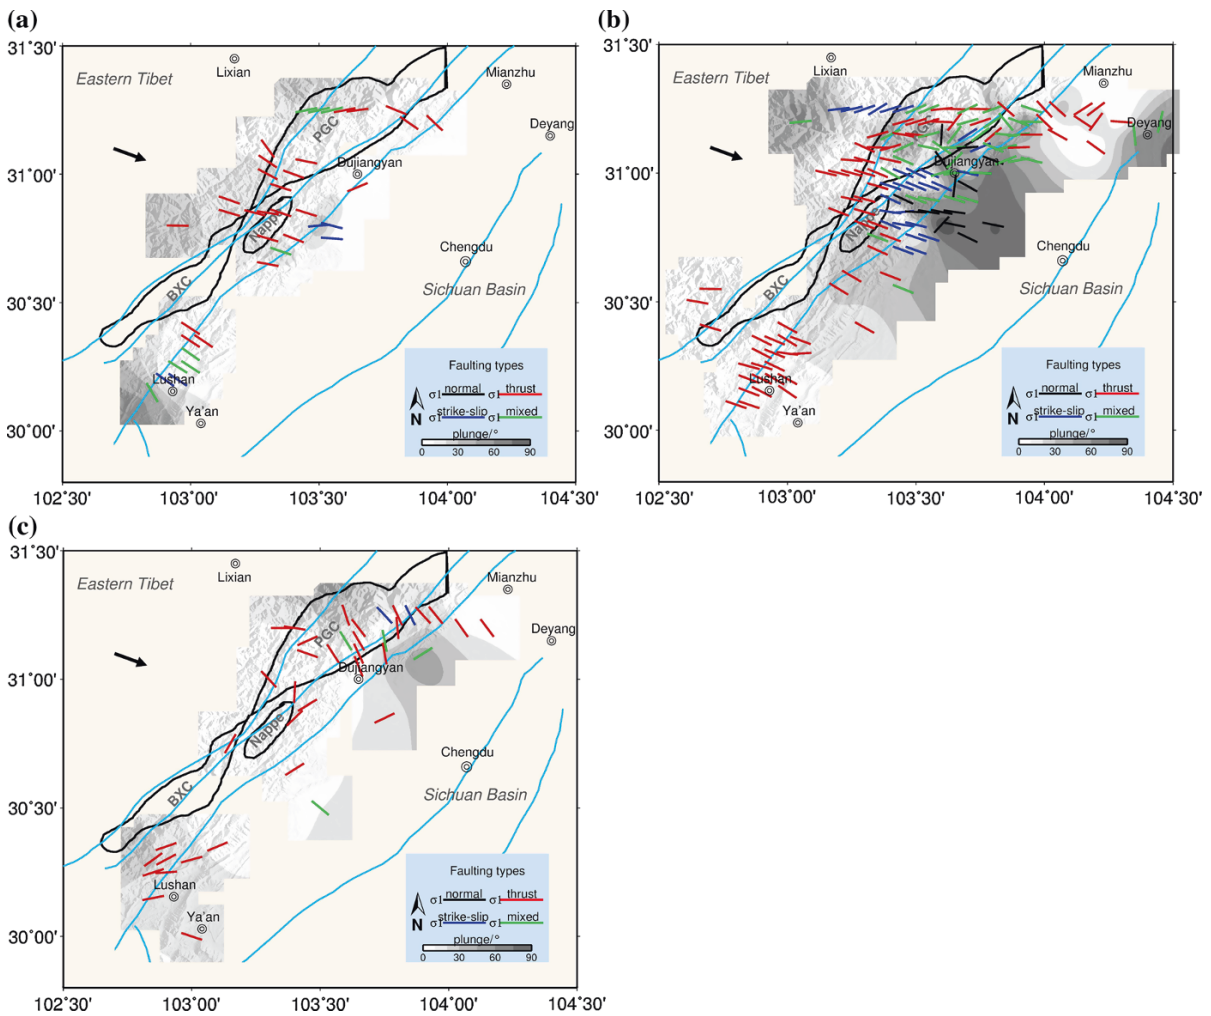 (a)
31°30'
31°00'
30°30'
30°00'
102°30'
103°00'
103°30'
104°00'
104°30'
Eastern Tibet
Lixian
Mianzhu
Deyang
PGC
Dujiangyan
Nappe
Chengdu
BXC
Sichuan Basin
Lushan
Ya'an
Faulting types
σ1 normal σ1 thrust
σ1 strike-slip σ1 mixed
N
plunge/°
0 30 60 90
(b)
31°30'
31°00'
30°30'
30°00'
102°30'
103°00'
103°30'
104°00'
104°30'
Eastern Tibet
Lixian
Mianzhu
Deyang
PGC
Dujiangyan
Nappe
Chengdu
BXC
Sichuan Basin
Lushan
Ya'an
Faulting types
σ1 normal σ1 thrust
σ1 strike-slip σ1 mixed
N
plunge/°
0 30 60 90
(c)
31°30'
31°00'
30°30'
30°00'
102°30'
103°00'
103°30'
104°00'
104°30'
Eastern Tibet
Lixian
Mianzhu
Deyang
PGC
Dujiangyan
Nappe
Chengdu
BXC
Sichuan Basin
Lushan
Ya'an
Faulting types
σ1 normal σ1 thrust
σ1 strike-slip σ1 mixed
N
plunge/°
0 30 60 90